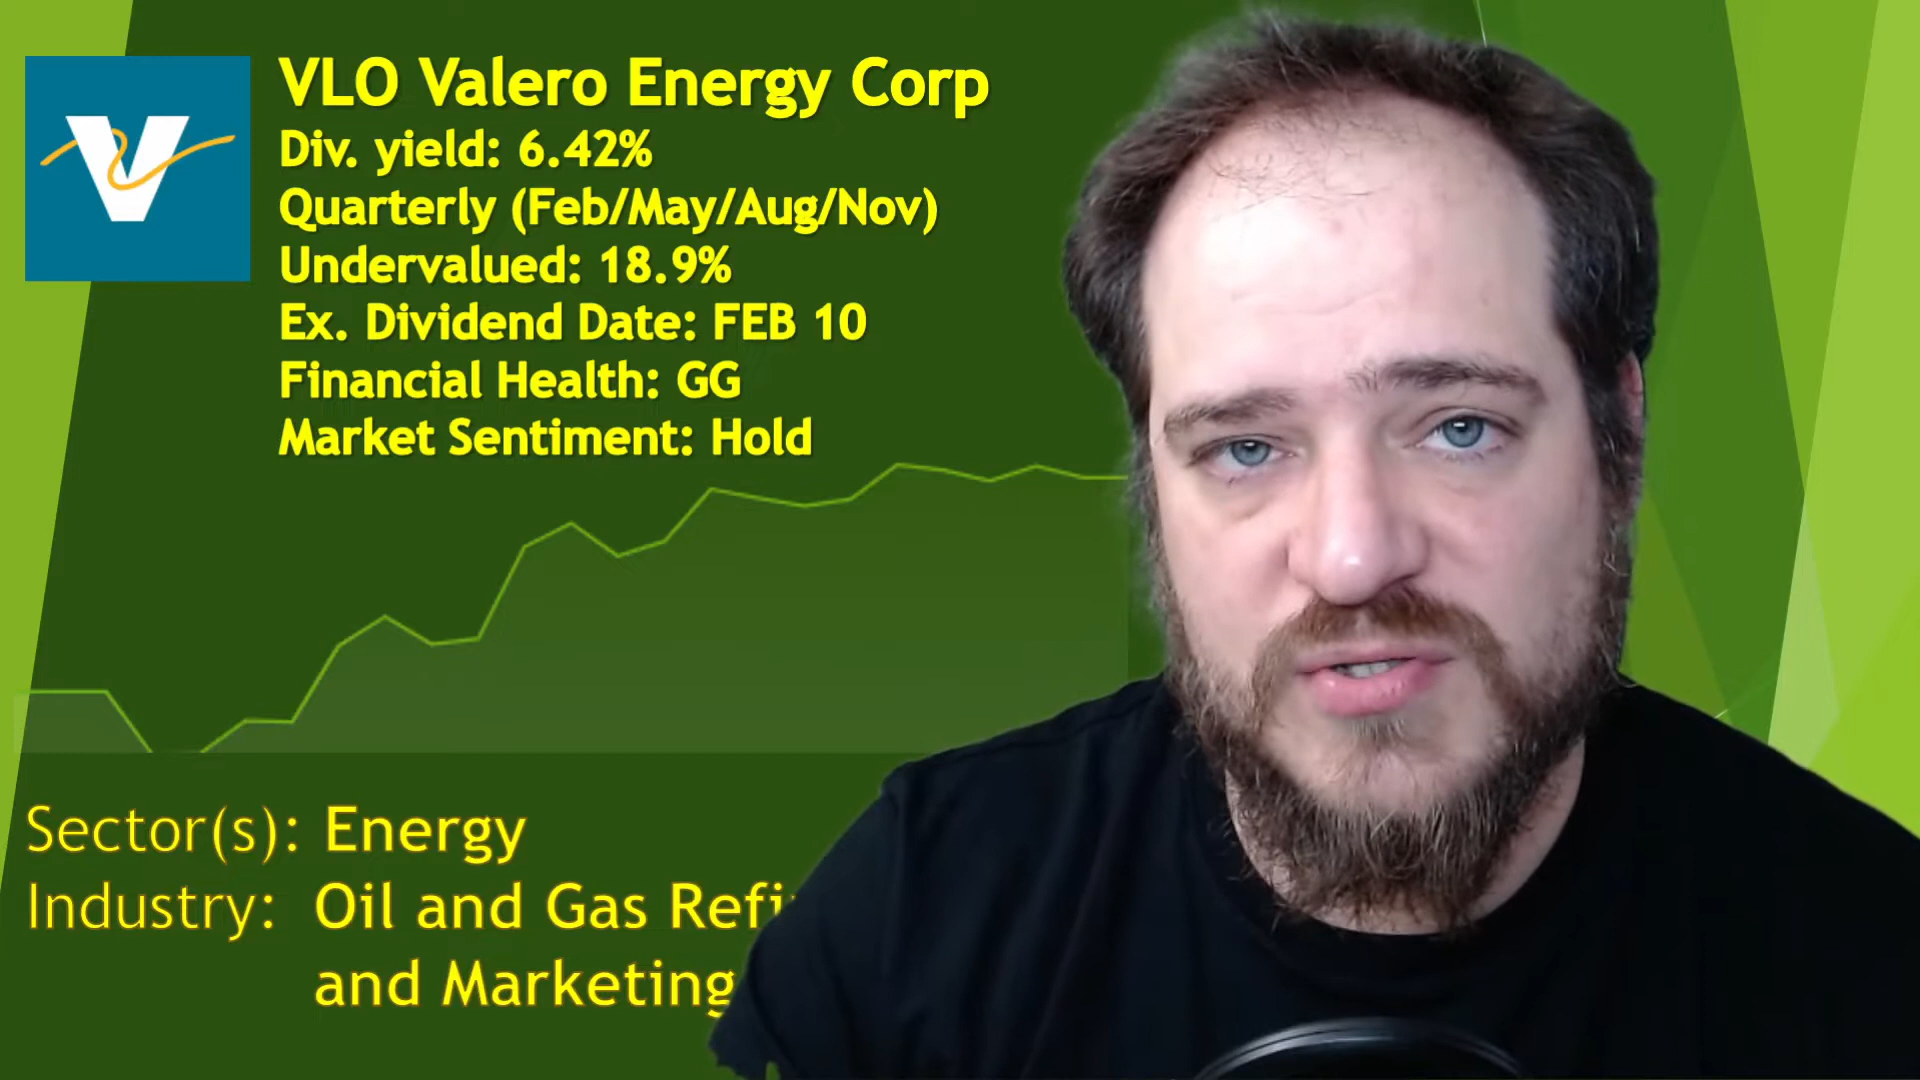 V
VLO Valero Energy Corp
Div. yield: 6.42%
Quarterly (Feb/May/Aug/Nov)
Undervalued: 18.9%
Ex. Dividend Date: FEB 10
Financial Health: GG
Market Sentiment: Hold
Sector(s): Energy
Industry: Oil and Gas
and Marketing